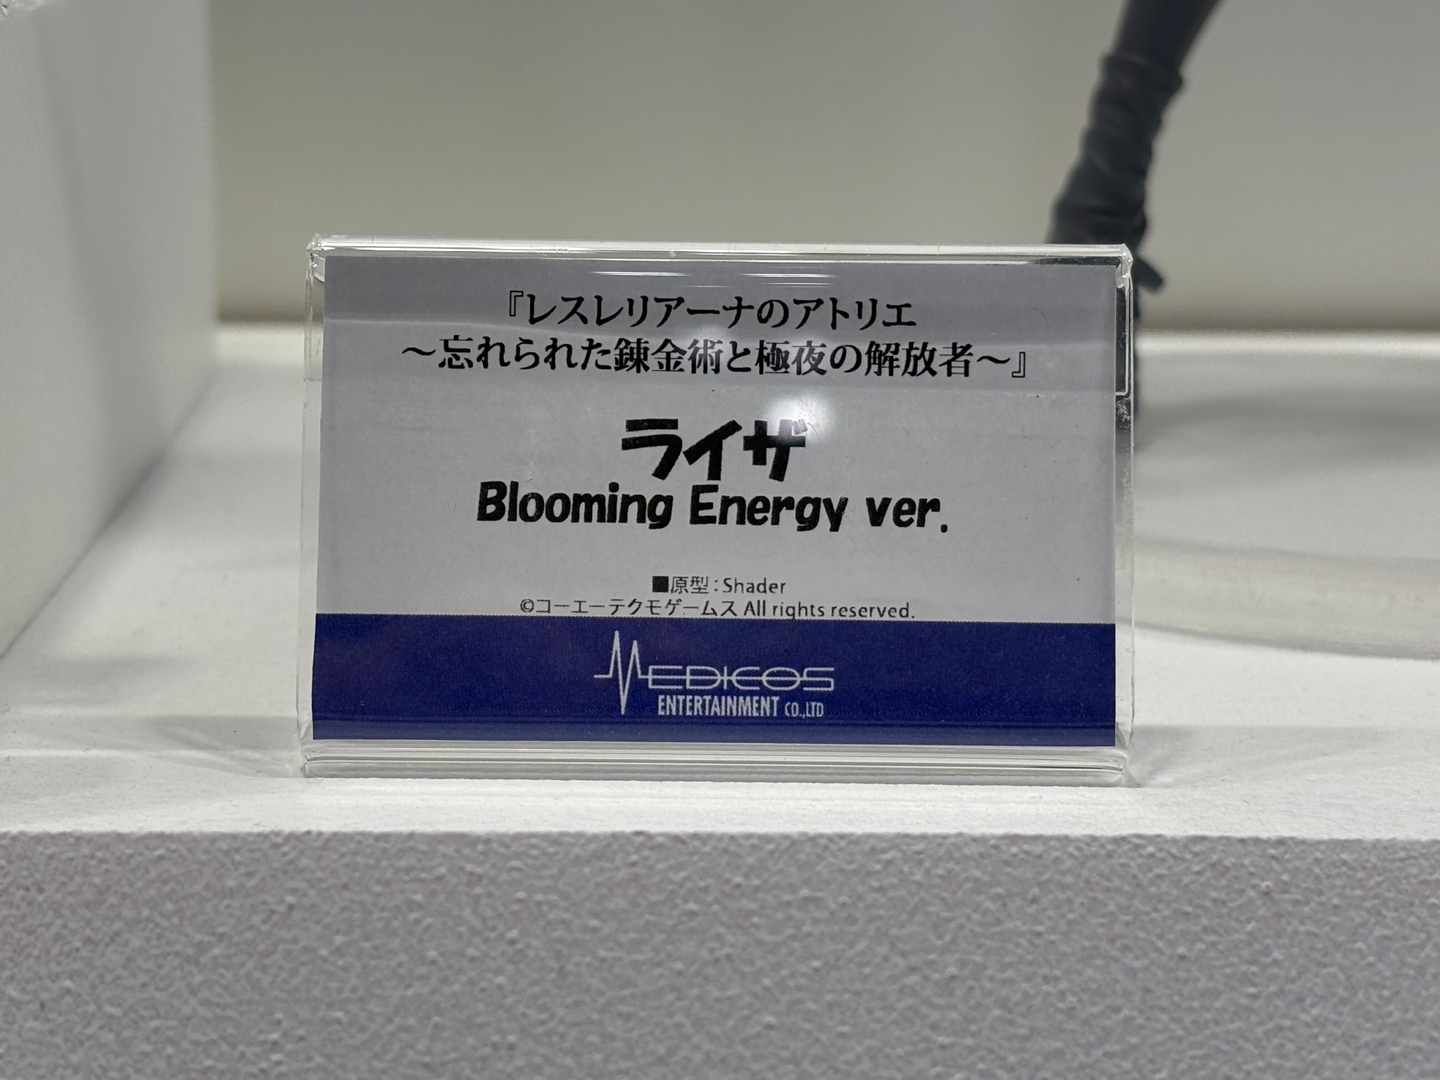 『レスレリアーナのアトリエ
～忘れられた錬金術と極夜の解放者～』
ライザ
Blooming Energy ver.
■原型：Shader
©コーエーテクモゲームス All rights reserved.
MEDICOS
ENTERTAINMENT CO.,LTD